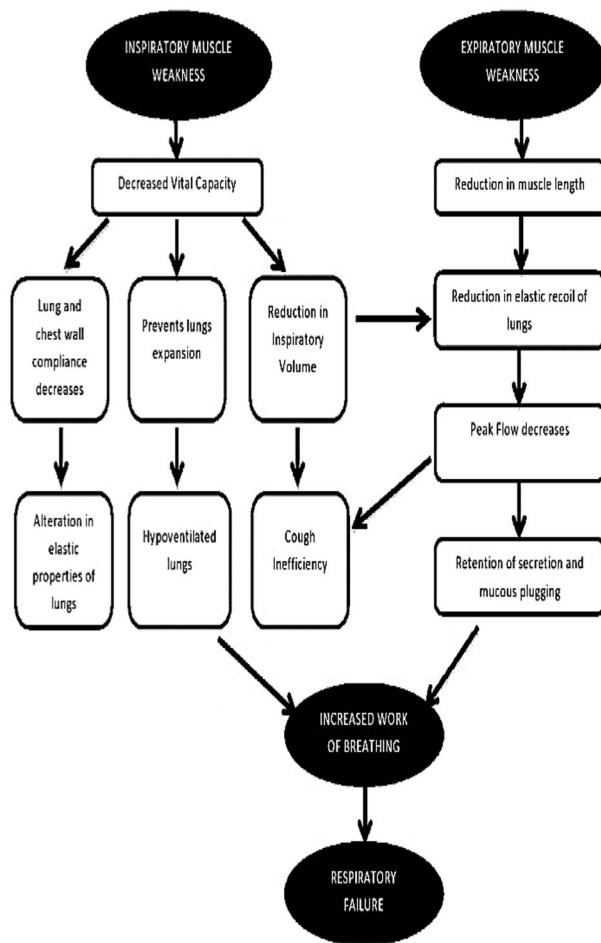 INSPIRATORY MUSCLE
WEAKNESS
EXPIRATORY MUSCLE
WEAKNESS
Decreased Vital Capacity
Reduction in muscle length
Lung and
chest wall
compliance
decreases
Prevents lungs
expansion
Reduction in
Inspiratory
Volume
Reduction in elastic recoil of
lungs
Peak Flow decreases
Alteration in
elastic
properties of
lungs
Hypoventilated
lungs
Cough
Inefficiency
Retention of secretion and
mucous plugging
INCREASED WORK
OF BREATHING
RESPIRATORY
FAILURE